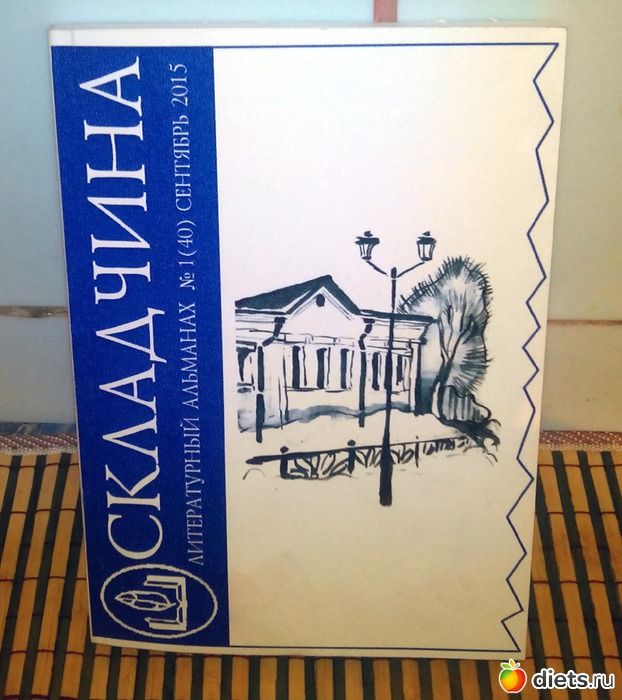 СКЛАДЧИНА
ЛИТЕРАТУРНЫЙ АЛЬМАНАХ № 1 (40) СЕНТЯБРЬ 2015
diets.ru